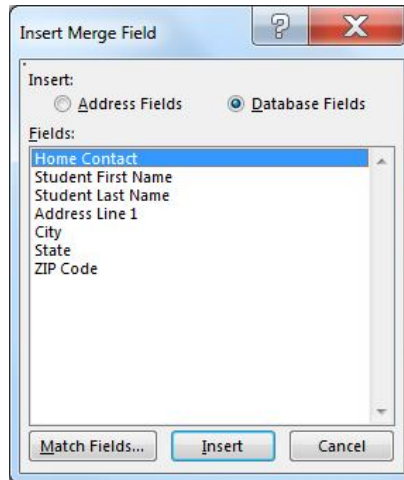 Insert Merge Field
Insert:
Address Fields Database Fields
Fields:
Home Contact
Student First Name
Student Last Name
Address Line 1
City
State
ZIP Code
Match Fields... Insert Cancel